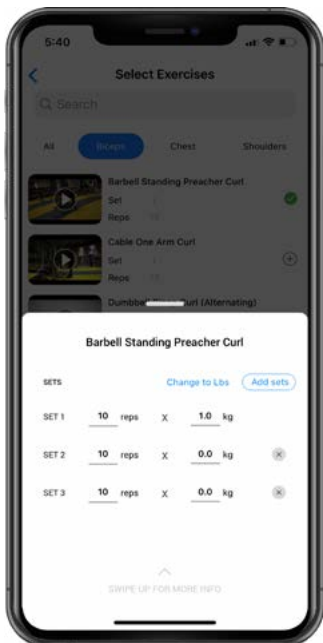 5:40
Select Exercises
Search
All Biceps Chest Shoulders
Barbell Standing Preacher Curl
Set
Reps
Cable One Arm Curl
Set
Reps
Curl (Alternating)
Barbell Standing Preacher Curl
SETS Change to Lbs Add sets
SET 1 10 reps X 1.0 kg
SET 2 10 reps X 0.0 kg
SET 3 10 reps X 0.0 kg
SWIPE UP FOR MORE INFO